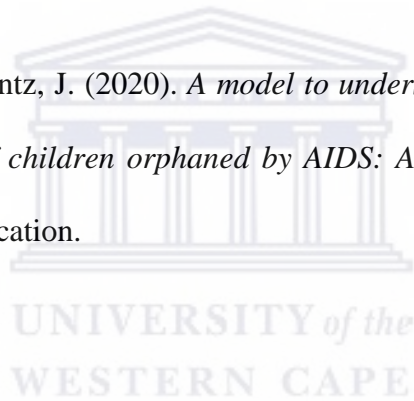 ntz, J. (2020). A model to under
children orphaned by AIDS: A
cation.
UNIVERSITY of the
WESTERN CAPE